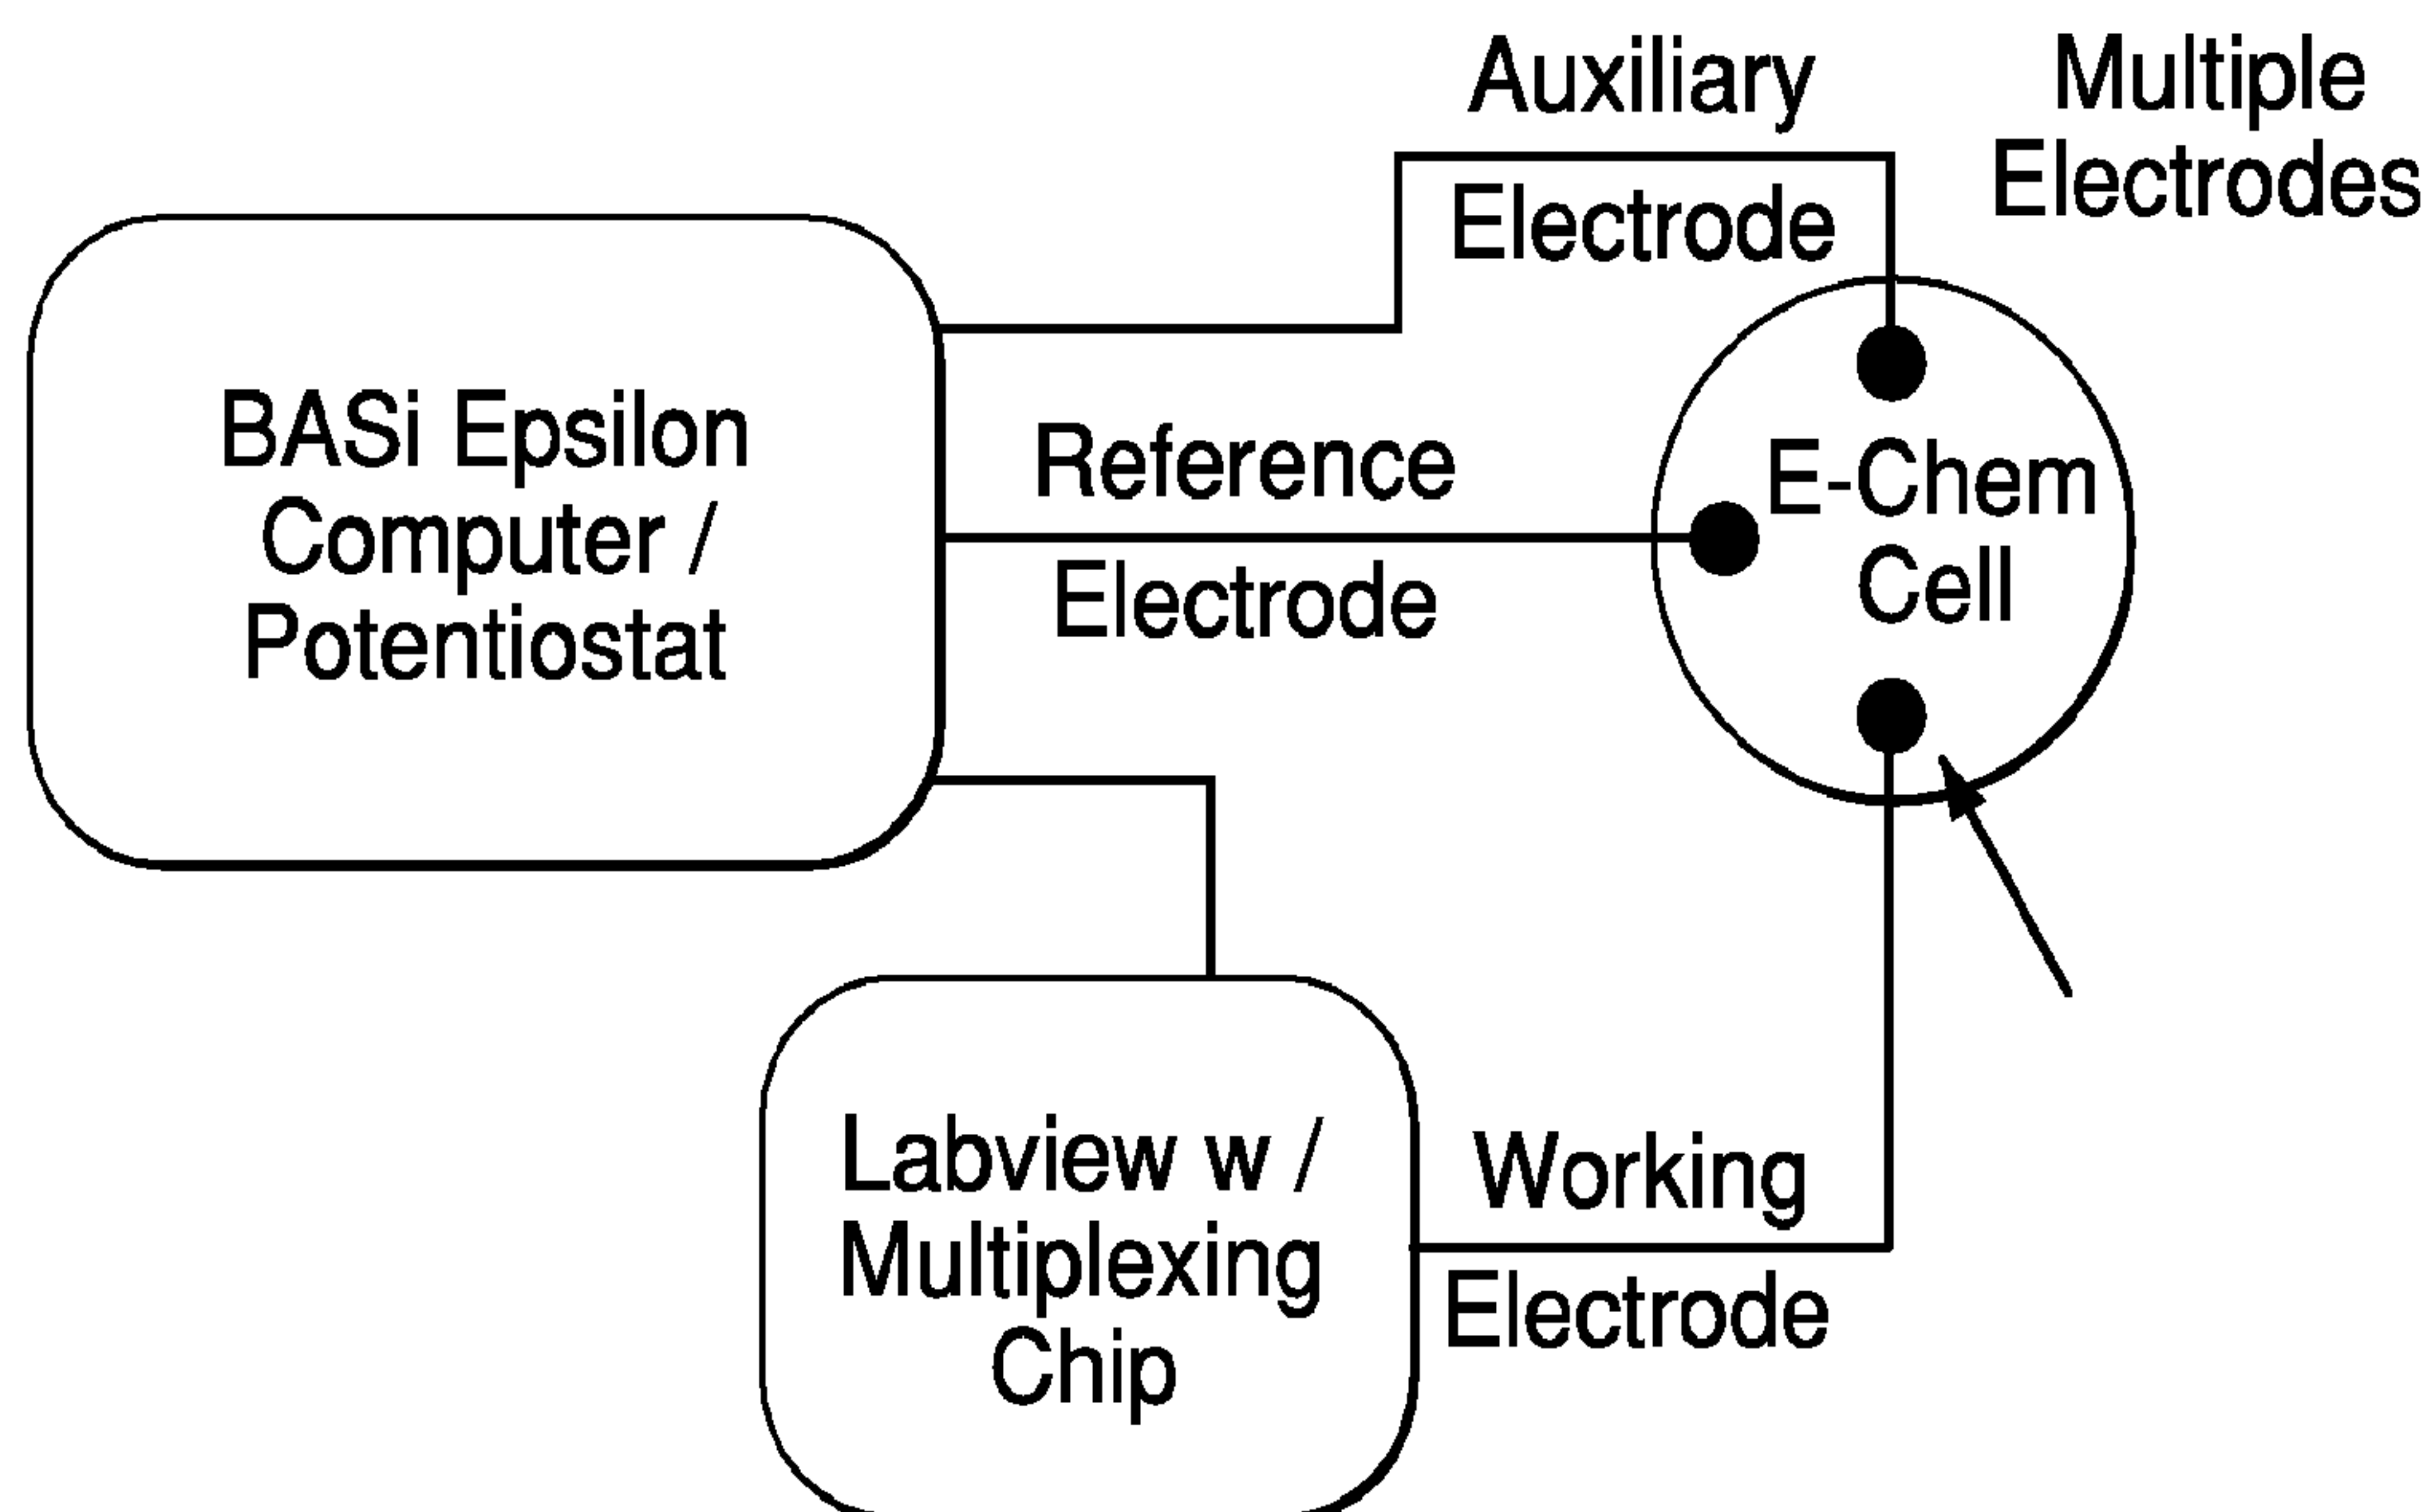 Auxiliary
Electrode
Multiple
Electrodes
BASi Epsilon
Computer /
Potentiostat
Reference
Electrode
E-Chem
Cell
Labview w /
Multiplexing
Chip
Working
Electrode